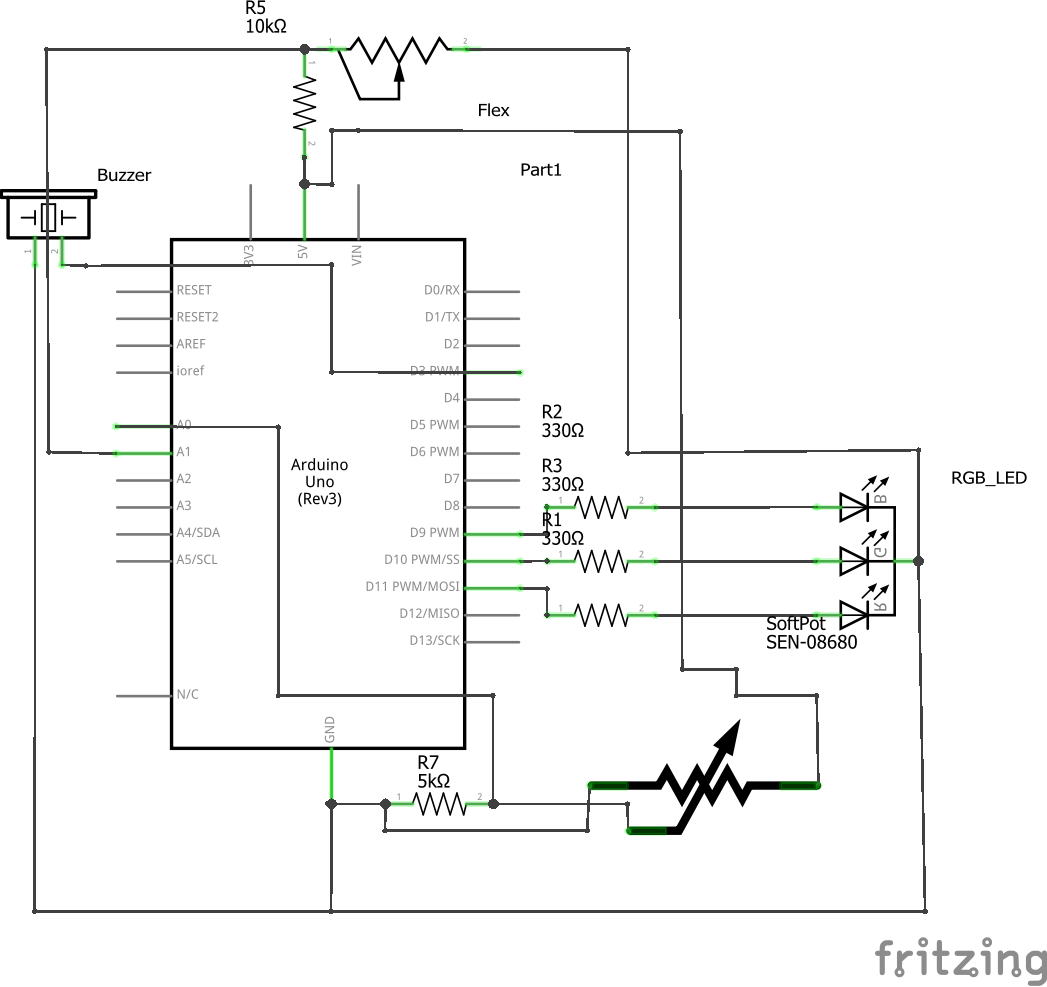 R5
10kΩ
1
2
1
2
Flex
Part1
Buzzer
1
2
3V3
5V
VIN
RESET
RESET2
AREF
ioref
A0
A1
A2
A3
A4/SDA
A5/SCL
N/C
Arduino
Uno
(Rev3)
D0/RX
D1/TX
D2
D3 PWM
D4
D5 PWM
D6 PWM
D7
D8
D9 PWM
D10 PWM/SS
D11 PWM/MOSI
D12/MISO
D13/SCK
GND
R2
330Ω
R3
330Ω
1
2
R1
330Ω
1
2
1
2
RGB_LED
B
G
R
SoftPot
SEN-08680
R7
5kΩ
1
2
fritzing